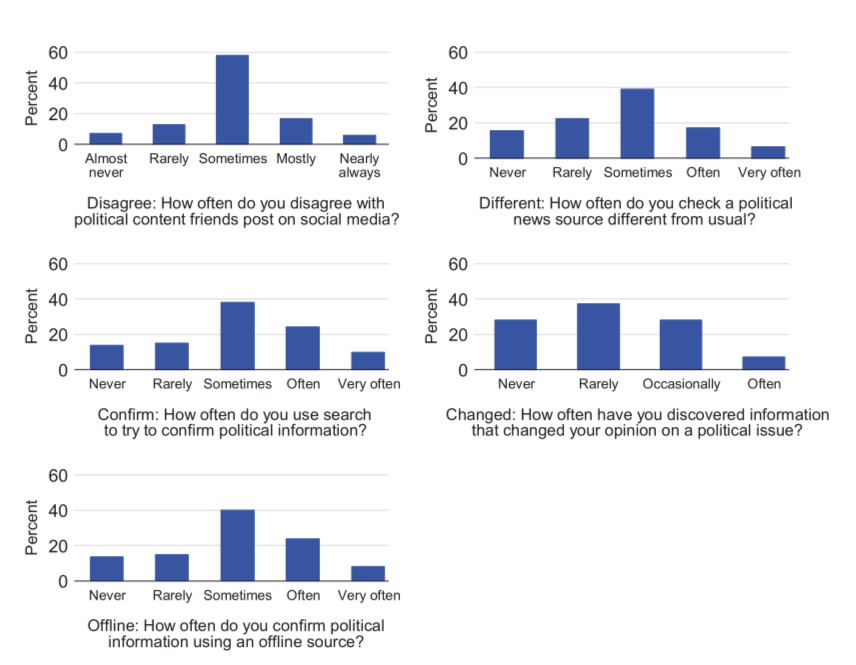 60
40
20
0
Percent
Almost never
Rarely
Sometimes
Mostly
Nearly always
Disagree: How often do you disagree with
political content friends post on social media?
60
40
20
0
Percent
Never
Rarely
Sometimes
Often
Very often
Different: How often do you check a political
news source different from usual?
60
40
20
0
Percent
Never
Rarely
Sometimes
Often
Very often
Confirm: How often do you use search
to try to confirm political information?
60
40
20
0
Percent
Never
Rarely
Occasionally
Often
Changed: How often have you discovered information
that changed your opinion on a political issue?
60
40
20
0
Percent
Never
Rarely
Sometimes
Often
Very often
Offline: How often do you confirm political
information using an offline source?